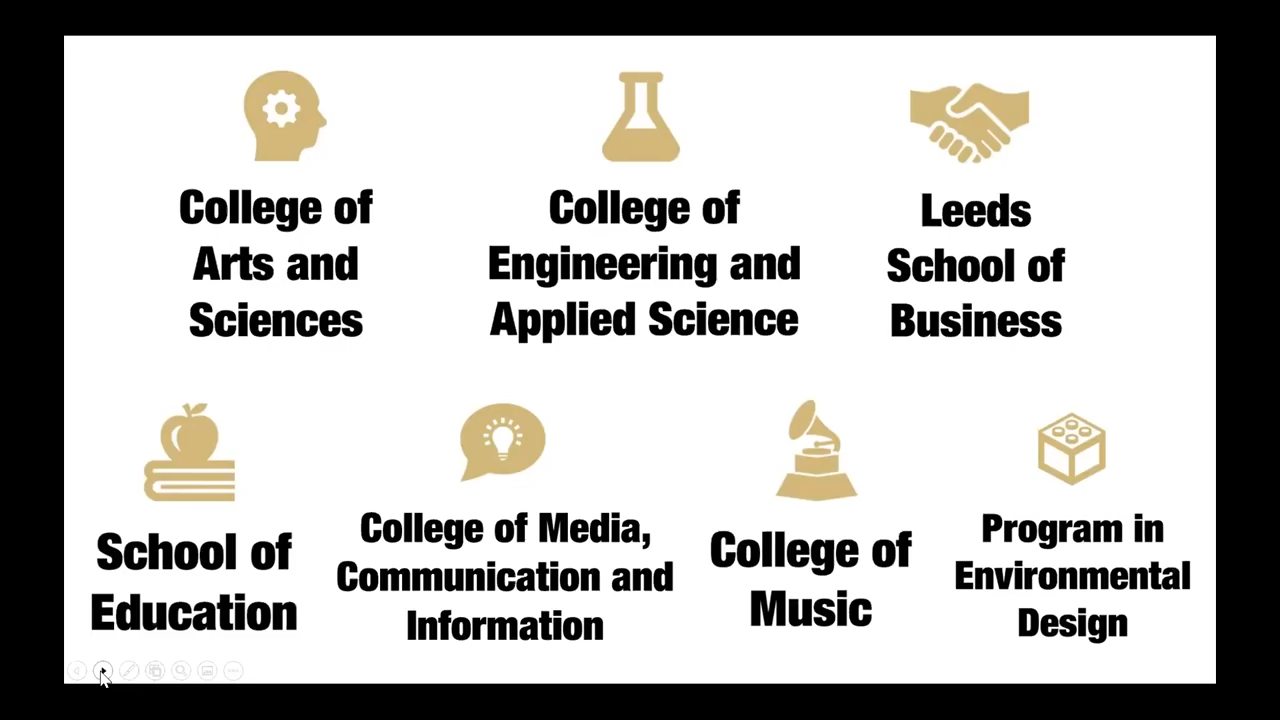 College of
Arts and
Sciences
College of
Engineering and
Applied Science
Leeds
School of
Business
School of
Education
College of Media,
Communication and
Information
College of
Music
Program in
Environmental
Design